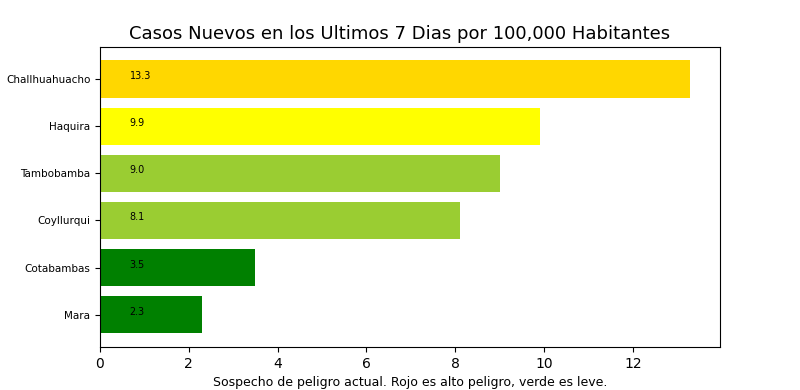 Casos Nuevos en los Ultimos 7 Dias por 100,000 Habitantes
Challhuahuacho 13.3
Haquira 9.9
Tambobamba 9.0
Coyllurqui 8.1
Cotabambas 3.5
Mara 2.3
0 2 4 6 8 10 12
Sospecho de peligro actual. Rojo es alto peligro, verde es leve.